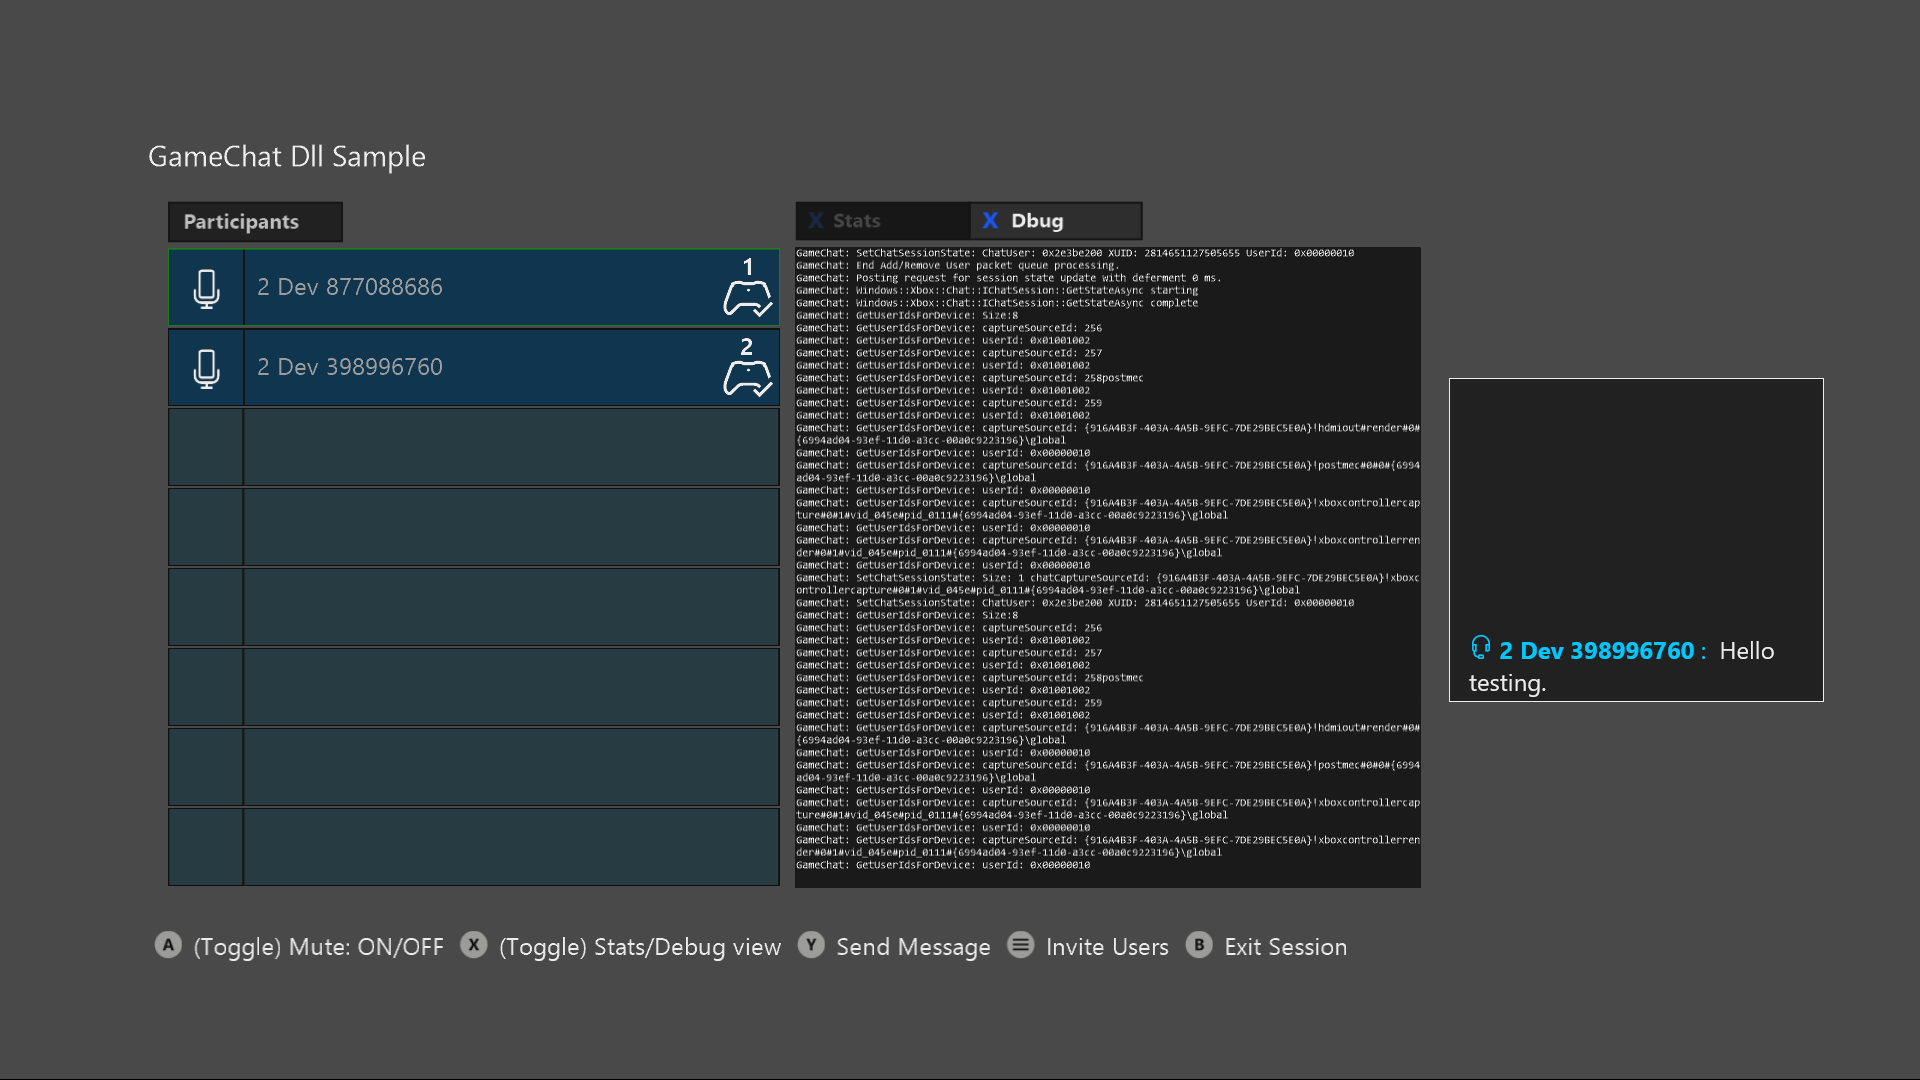 GameChat Dll Sample
Participants
1
2 Dev 877088686
2
2 Dev 398996760
X Stats
X Dbug
GameChat: SetChatSessionState: ChatUser: 0x2e3be200 XUID: 2814651127505655 UserId: 0x00000010
GameChat: End Add/Remove User packet queue processing.
GameChat: Posting request for session state update with deferment 0 ms.
GameChat: Windows::Xbox::Chat::IChatSession::GetStateAsync starting
GameChat: Windows::Xbox::Chat::IChatSession::GetStateAsync complete
GameChat: GetUserIdsForDevice: Size:8
GameChat: GetUserIdsForDevice: captureSourceId: 256
GameChat: GetUserIdsForDevice: userId: 0x01001002
GameChat: GetUserIdsForDevice: captureSourceId: 257
GameChat: GetUserIdsForDevice: userId: 0x01001002
GameChat: GetUserIdsForDevice: captureSourceId: 258postmec
GameChat: GetUserIdsForDevice: userId: 0x01001002
GameChat: GetUserIdsForDevice: captureSourceId: 259
GameChat: GetUserIdsForDevice: userId: 0x01001002
GameChat: GetUserIdsForDevice: captureSourceId: {916A4B3F-403A-4A5B-9EFC-7DE29BEC5E0A}!hdmiout#render#0#
{6994ad04-93ef-11d0-a3cc-00a0c9223196}\global
GameChat: GetUserIdsForDevice: userId: 0x00000010
GameChat: GetUserIdsForDevice: captureSourceId: {916A4B3F-403A-4A5B-9EFC-7DE29BEC5E0A}!postmec#0#0#{6994
ad04-93ef-11d0-a3cc-00a0c9223196}\global
GameChat: GetUserIdsForDevice: userId: 0x00000010
GameChat: GetUserIdsForDevice: captureSourceId: {916A4B3F-403A-4A5B-9EFC-7DE29BEC5E0A}!xboxcontrollercap
ture#0#1#vid_045e#pid_0111#{6994ad04-93ef-11d0-a3cc-00a0c9223196}\global
GameChat: GetUserIdsForDevice: userId: 0x00000010
GameChat: GetUserIdsForDevice: captureSourceId: {916A4B3F-403A-4A5B-9EFC-7DE29BEC5E0A}!xboxcontrollerren
der#0#1#vid_045e#pid_0111#{6994ad04-93ef-11d0-a3cc-00a0c9223196}\global
GameChat: GetUserIdsForDevice: userId: 0x00000010
GameChat: SetChatSessionState: Size: 1 chatCaptureSourceId: {916A4B3F-403A-4A5B-9EFC-7DE29BEC5E0A}!xboxc
ontrollercapture#0#1#vid_045e#pid_0111#{6994ad04-93ef-11d0-a3cc-00a0c9223196}\global
GameChat: SetChatSessionState: ChatUser: 0x2e3be200 XUID: 2814651127505655 UserId: 0x00000010
GameChat: GetUserIdsForDevice: Size:8
GameChat: GetUserIdsForDevice: captureSourceId: 256
GameChat: GetUserIdsForDevice: userId: 0x01001002
GameChat: GetUserIdsForDevice: captureSourceId: 257
GameChat: GetUserIdsForDevice: userId: 0x01001002
GameChat: GetUserIdsForDevice: captureSourceId: 258postmec
GameChat: GetUserIdsForDevice: userId: 0x01001002
GameChat: GetUserIdsForDevice: captureSourceId: 259
GameChat: GetUserIdsForDevice: userId: 0x01001002
GameChat: GetUserIdsForDevice: captureSourceId: {916A4B3F-403A-4A5B-9EFC-7DE29BEC5E0A}!hdmiout#render#0#
{6994ad04-93ef-11d0-a3cc-00a0c9223196}\global
GameChat: GetUserIdsForDevice: userId: 0x00000010
GameChat: GetUserIdsForDevice: captureSourceId: {916A4B3F-403A-4A5B-9EFC-7DE29BEC5E0A}!postmec#0#0#{6994
ad04-93ef-11d0-a3cc-00a0c9223196}\global
GameChat: GetUserIdsForDevice: userId: 0x00000010
GameChat: GetUserIdsForDevice: captureSourceId: {916A4B3F-403A-4A5B-9EFC-7DE29BEC5E0A}!xboxcontrollercap
ture#0#1#vid_045e#pid_0111#{6994ad04-93ef-11d0-a3cc-00a0c9223196}\global
GameChat: GetUserIdsForDevice: userId: 0x00000010
GameChat: GetUserIdsForDevice: captureSourceId: {916A4B3F-403A-4A5B-9EFC-7DE29BEC5E0A}!xboxcontrollerren
der#0#1#vid_045e#pid_0111#{6994ad04-93ef-11d0-a3cc-00a0c9223196}\global
GameChat: GetUserIdsForDevice: userId: 0x00000010
2 Dev 398996760 : Hello
testing.
A (Toggle) Mute: ON/OFF X (Toggle) Stats/Debug view Y Send Message Invite Users B Exit Session